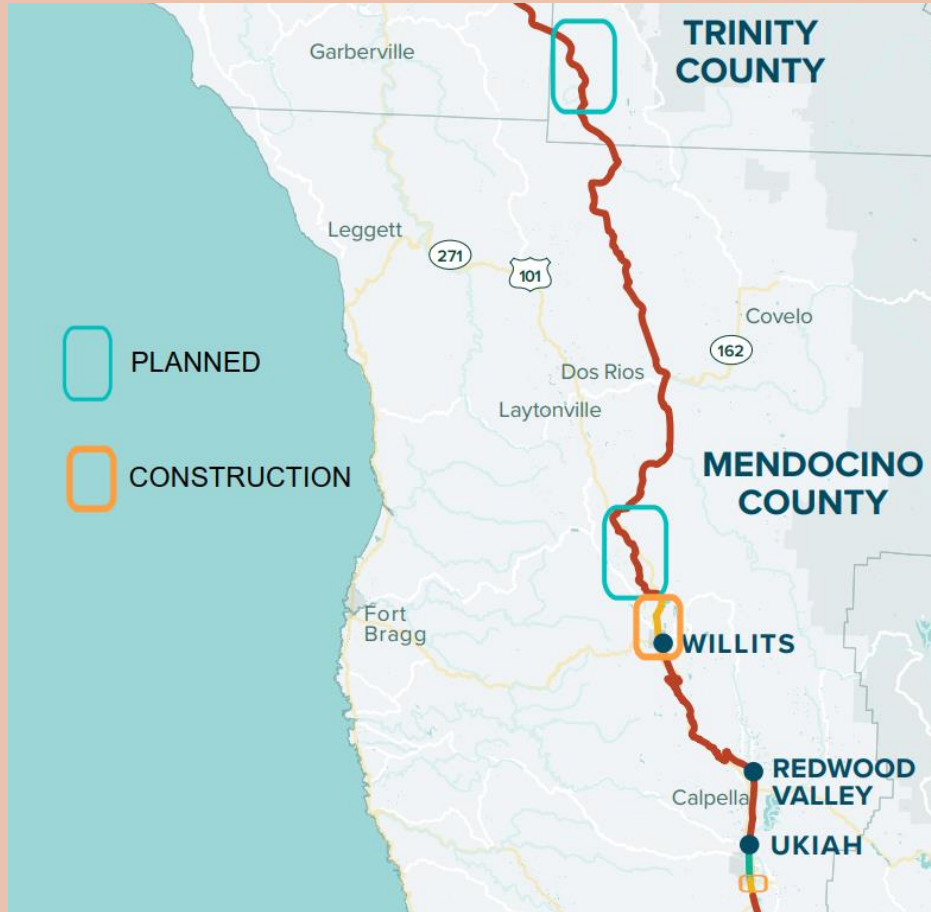 TRINITY
COUNTY
Garberville
Leggett
271
101
Covelo
162
PLANNED
Dos Rios
Laytonville
CONSTRUCTION
MENDOCINO
COUNTY
Fort
Bragg
WILLITS
REDWOOD
VALLEY
Calpella
UKIAH